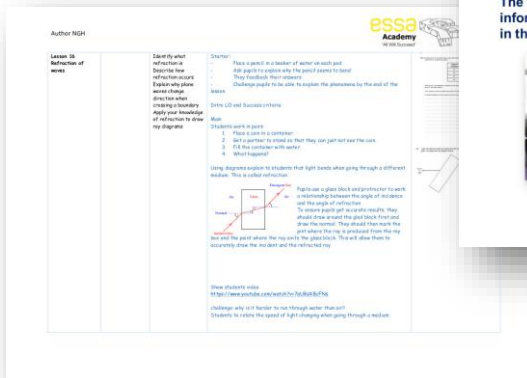 Author NGH
essa
Academy
'All Will Succeed'
The
infor
in th
Lesson 16
Refraction of
waves
Identify what
refraction is
Describe how
refraction occurs
Explain why plane
waves change
direction when
crossing a boundary
Apply your knowledge
of refraction to draw
ray diagrams
Starter:
- Place a pencil in a beaker of water on each pod
- Ask pupils to explain why the pencil seems to bend
- They feedback their answers
- Challenge pupils to be able to explain the phenomena by the end of the
lesson
Intro LO and Success criteria
Main
Students work in pairs
1. Place a coin in a container
2. Get a partner to stand so that they can just not see the coin.
3. Fill the container with water.
4. What happens?
Using diagrams explain to students that light bends when going through a different
medium. This is called refraction.
Pupils use a glass block and protractor to work
a relationship between the angle of incidence
and the angle of refraction
To ensure pupils get accurate results, they
should draw around the glad block first and
draw the normal. They should then mark the
point where the ray is produced from the ray
box and the point where the ray exits the glass block. This will allow them to
accurately draw the incident and the refracted ray
Show students video
challenge: why is it harder to run through water than air?
Students to relate the speed of light changing when going through a medium.